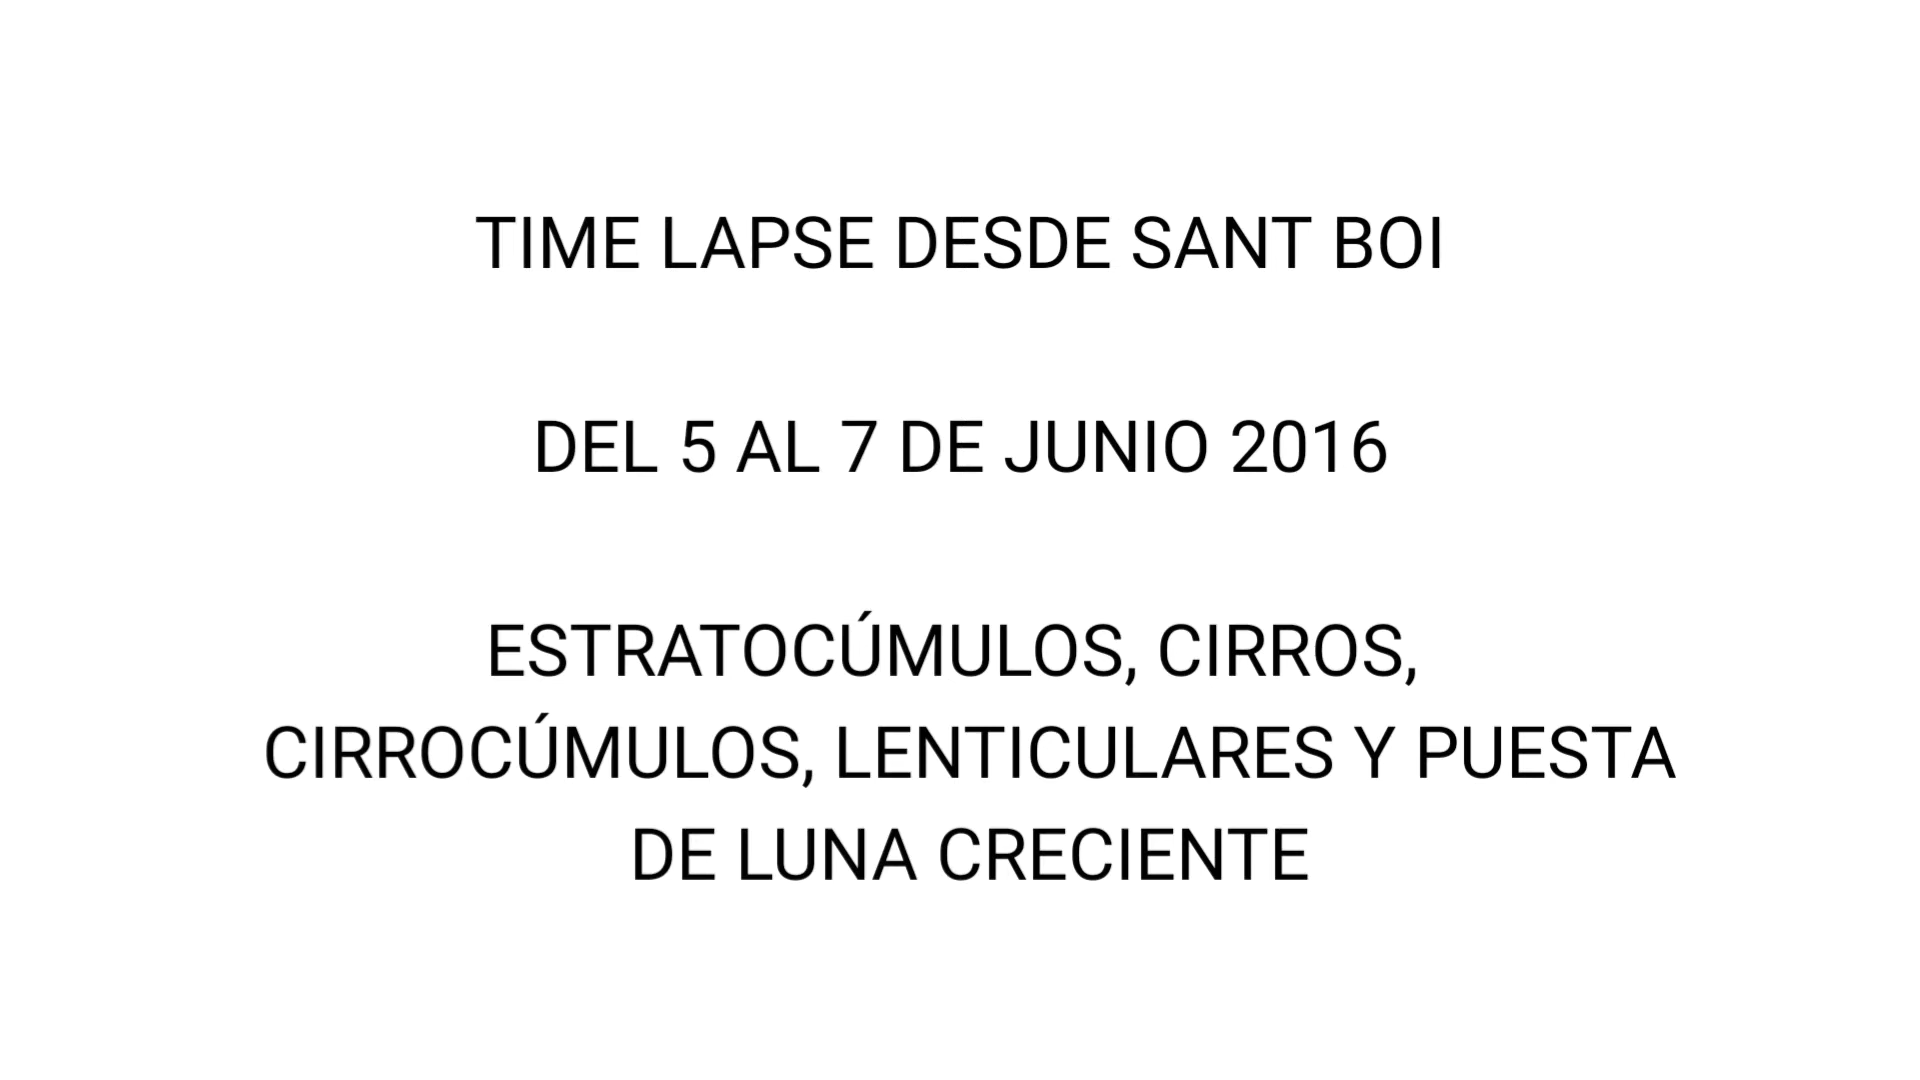 TIME LAPSE DESDE SANT BOI
DEL 5 AL 7 DE JUNIO 2016
ESTRATOCÚMULOS, CIRROS,
CIRROCÚMULOS, LENTICULARES Y PUESTA
DE LUNA CRECIENTE